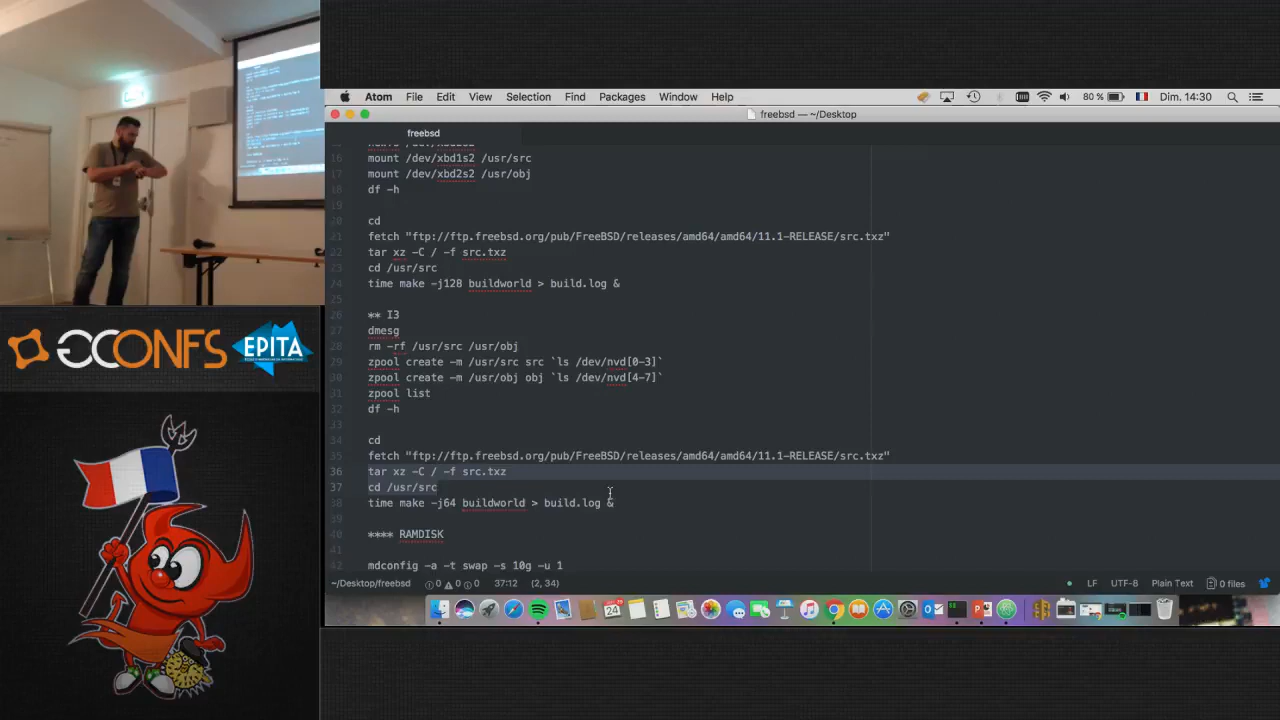 Atom File Edit View Selection Find Packages Window Help
80 % Dim. 14:30
freebsd — ~/Desktop
freebsd
16 mount /dev/xbd1s2 /usr/src
17 mount /dev/xbd2s2 /usr/obj
18 df -h
19
20 cd
21 fetch "ftp://ftp.freebsd.org/pub/FreeBSD/releases/amd64/amd64/11.1-RELEASE/src.txz"
22 tar xz -C / -f src.txz
23 cd /usr/src
24 time make -j128 buildworld > build.log &
25
26 ** I3
27 dmesg
28 rm -rf /usr/src /usr/obj
29 zpool create -m /usr/src src `ls /dev/nvd[0-3]`
30 zpool create -m /usr/obj obj `ls /dev/nvd[4-7]`
31 zpool list
32 df -h
33
34 cd
35 fetch "ftp://ftp.freebsd.org/pub/FreeBSD/releases/amd64/amd64/11.1-RELEASE/src.txz"
36 tar xz -C / -f src.txz
37 cd /usr/src
38 time make -j64 buildworld > build.log &
39
40 **** RAMDISK
41
42 mdconfig -a -t swap -s 10g -u 1
~/Desktop/freebsd 0 0 0 37:12 (2, 34) LF UTF-8 Plain Text 0 files
GCONFS
EPITA